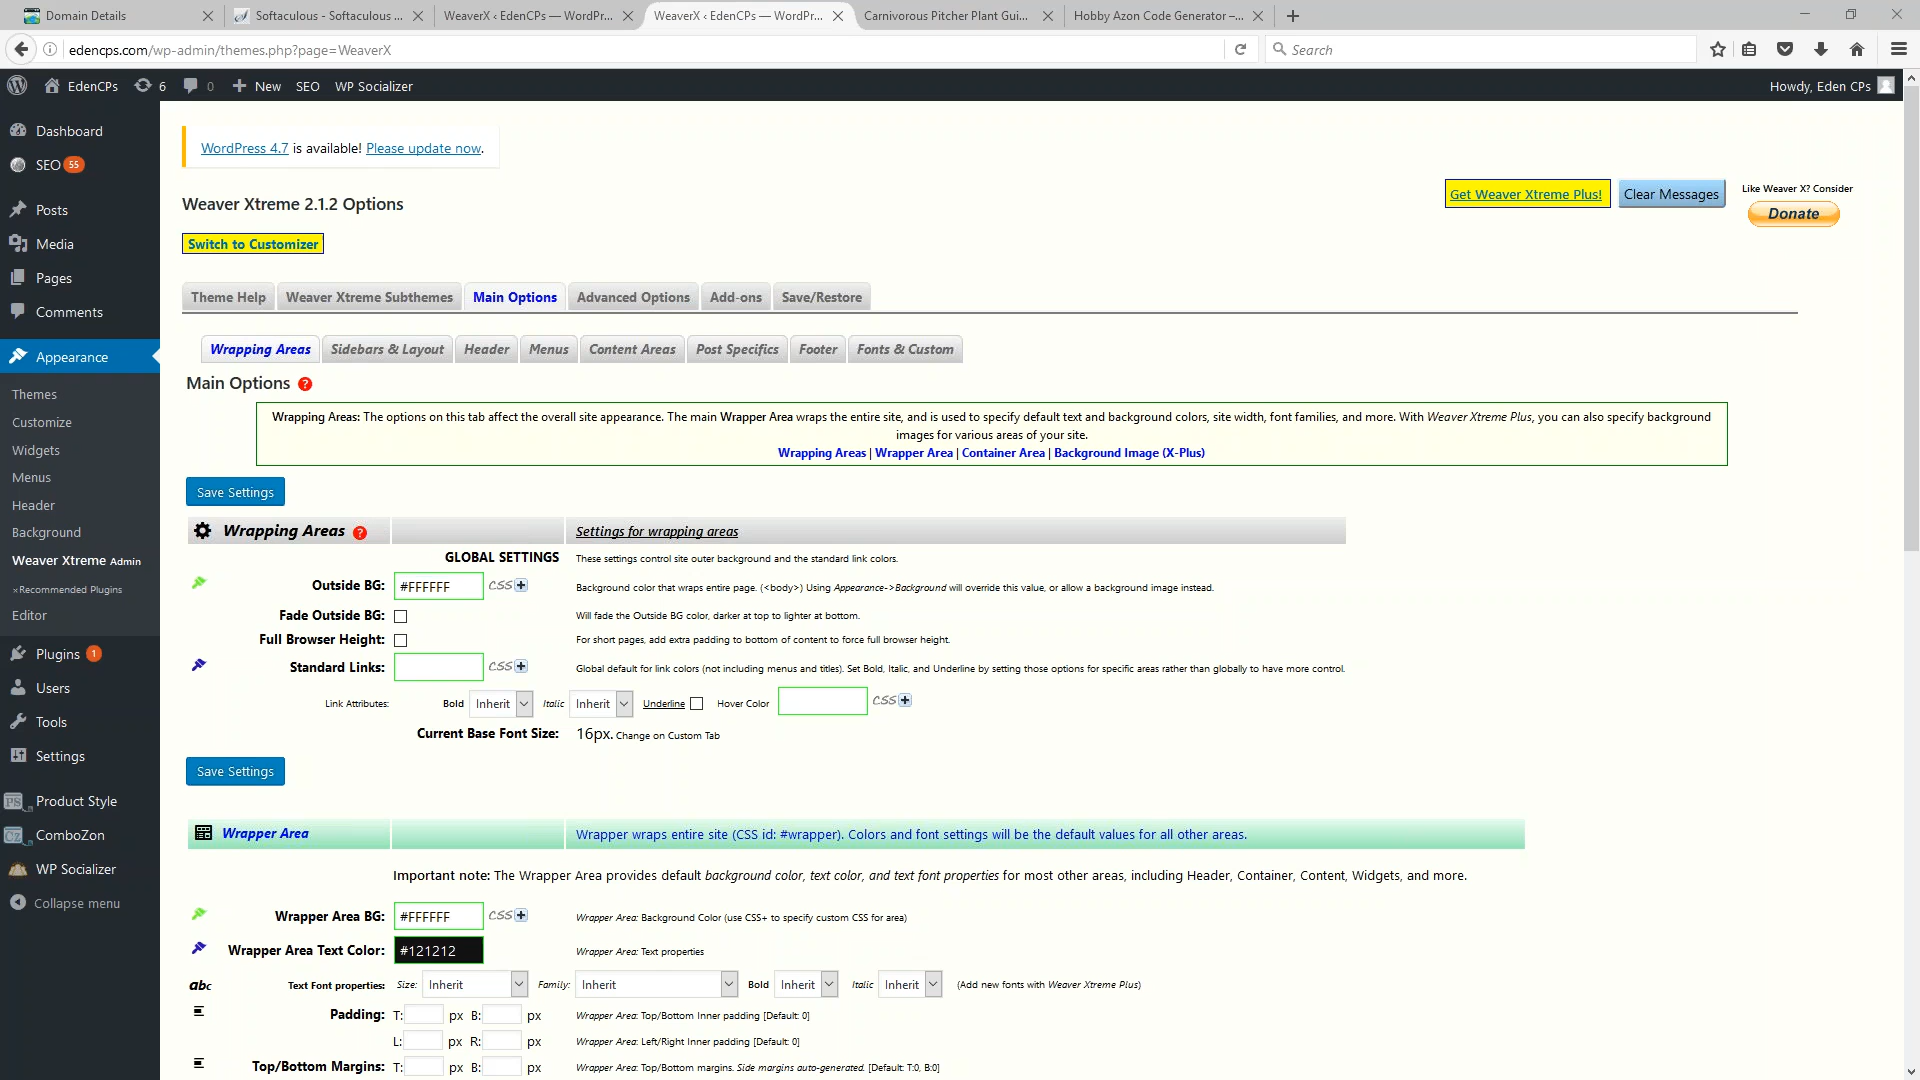 Domain Details
Softaculous - Softaculous ...
WeaverX ‹ EdenCPs — WordPr...
WeaverX ‹ EdenCPs — WordPr...
Carnivorous Pitcher Plant Gui...
Hobby Azon Code Generator –...
edencps.com/wp-admin/themes.php?page=WeaverX
Search
EdenCPs 6 0 New SEO WP Socializer
Howdy, Eden CPs
Dashboard
SEO 55
Posts
Media
Pages
Comments
Appearance
Themes
Customize
Widgets
Menus
Header
Background
Weaver Xtreme Admin
×Recommended Plugins
Editor
Plugins 1
Users
Tools
Settings
PS Product Style
CZ ComboZon
WP Socializer
Collapse menu
WordPress 4.7 is available! Please update now.
Weaver Xtreme 2.1.2 Options
Get Weaver Xtreme Plus!
Clear Messages
Like Weaver X? Consider
Donate
Switch to Customizer
Theme Help Weaver Xtreme Subthemes Main Options Advanced Options Add-ons Save/Restore
Wrapping Areas Sidebars & Layout Header Menus Content Areas Post Specifics Footer Fonts & Custom
Main Options ?
Wrapping Areas: The options on this tab affect the overall site appearance. The main Wrapper Area wraps the entire site, and is used to specify default text and background colors, site width, font families, and more. With Weaver Xtreme Plus, you can also specify background
images for various areas of your site.
Wrapping Areas | Wrapper Area | Container Area | Background Image (X-Plus)
Save Settings
Wrapping Areas ? Settings for wrapping areas
GLOBAL SETTINGS These settings control site outer background and the standard link colors.
Outside BG: #FFFFFF CSS+ Background color that wraps entire page. (<body>) Using Appearance->Background will override this value, or allow a background image instead.
Fade Outside BG: Will fade the Outside BG color, darker at top to lighter at bottom.
Full Browser Height: For short pages, add extra padding to bottom of content to force full browser height.
Standard Links: CSS+ Global default for link colors (not including menus and titles). Set Bold, Italic, and Underline by setting those options for specific areas rather than globally to have more control.
Link Attributes: Bold Inherit Italic Inherit Underline Hover Color CSS+
Current Base Font Size: 16px. Change on Custom Tab
Save Settings
Wrapper Area Wrapper wraps entire site (CSS id: #wrapper). Colors and font settings will be the default values for all other areas.
Important note: The Wrapper Area provides default background color, text color, and text font properties for most other areas, including Header, Container, Content, Widgets, and more.
Wrapper Area BG: #FFFFFF CSS+ Wrapper Area: Background Color (use CSS+ to specify custom CSS for area)
Wrapper Area Text Color: #121212 Wrapper Area: Text properties
abc Text Font properties: Size: Inherit Family: Inherit Bold Inherit Italic Inherit (Add new fonts with Weaver Xtreme Plus)
Padding: T: px B: px Wrapper Area: Top/Bottom Inner padding [Default: 0]
L: px R: px Wrapper Area: Left/Right Inner padding [Default: 0]
Top/Bottom Margins: T: px B: px Wrapper Area: Top/Bottom margins. Side margins auto-generated. [Default: T:0, B:0]